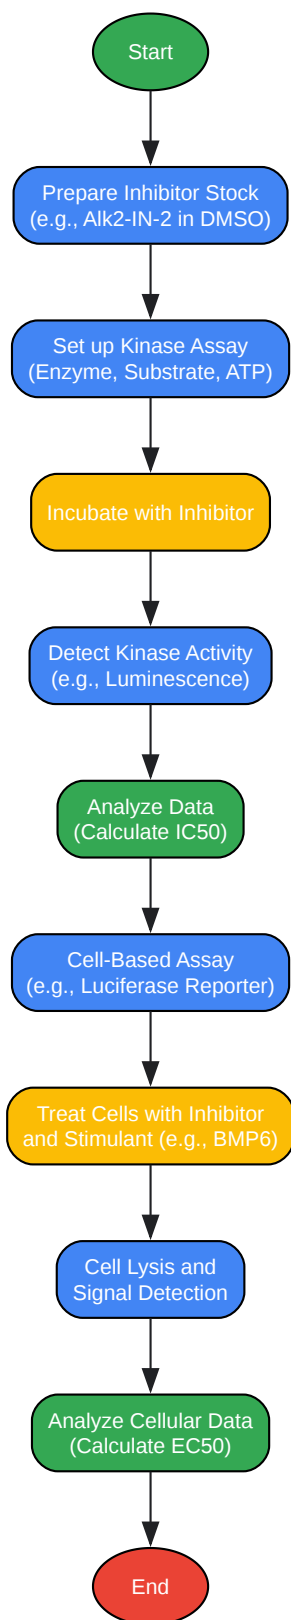 Start
Prepare Inhibitor Stock
(e.g., Alk2-IN-2 in DMSO)
Set up Kinase Assay
(Enzyme, Substrate, ATP)
Incubate with Inhibitor
Detect Kinase Activity
(e.g., Luminescence)
Analyze Data
(Calculate IC50)
Cell-Based Assay
(e.g., Luciferase Reporter)
Treat Cells with Inhibitor
and Stimulant (e.g., BMP6)
Cell Lysis and
Signal Detection
Analyze Cellular Data
(Calculate EC50)
End